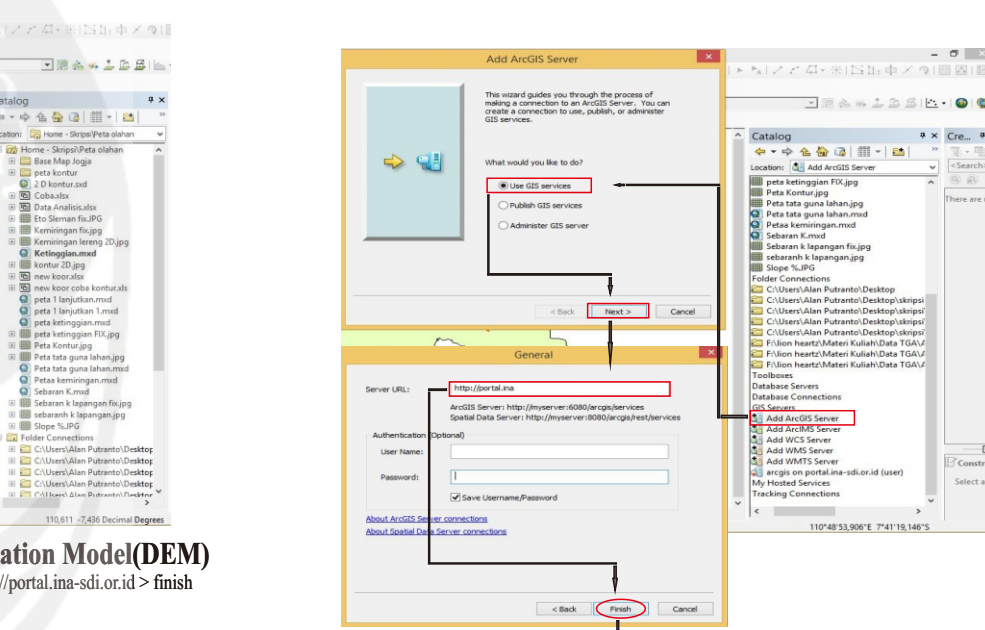 atalog
cation: Home - Skripsi\Peta olahan
Home - Skripsi\Peta olahan
Base Map Jogja
peta kontur
2 D kontur.sxd
Coba.xlsx
Data Analisis.xlsx
Eto Sleman fix.JPG
Kemiringan fix.jpg
Kemiringan lereng 2D.jpg
Ketinggian.mxd
kontur 2D.jpg
new koor.xlsx
new koor coba kontur.xls
peta 1 lanjutkan.mxd
peta 1 lanjutkan 1.mxd
peta ketinggian.mxd
peta ketinggian FIX.jpg
Peta Kontur.jpg
Peta tata guna lahan.jpg
Peta tata guna lahan.mxd
Petaa kemiringan.mxd
Sebaran K.mxd
Sebaran k lapangan fix.jpg
sebaranh k lapangan.jpg
Slope %.JPG
Folder Connections
C:\Users\Alan Putranto\Desktop
C:\Users\Alan Putranto\Desktop
C:\Users\Alan Putranto\Desktop
C:\Users\Alan Putranto\Desktop
C:\Users\Alan Putranto\Desktop
110,611 -7,436 Decimal Degrees
ation Model(DEM)
//portal.ina-sdi.or.id > finish
Add ArcGIS Server
This wizard guides you through the process of
making a connection to an ArcGIS Server. You can
create a connection to use, publish, or administer
GIS services.
What would you like to do?
Use GIS services
Publish GIS services
Administer GIS server
< Back Next > Cancel
General
Server URL: http://portal.ina
ArcGIS Server: http://myserver:6080/arcgis/services
Spatial Data Server: http://myserver:8080/arcgis/rest/services
Authentication (Optional)
User Name:
Password:
Save Username/Password
About ArcGIS Server connections
About Spatial Data Server connections
< Back Finish Cancel
Catalog
Location: Add ArcGIS Server
peta ketinggian FIX.jpg
Peta Kontur.jpg
Peta tata guna lahan.jpg
Peta tata guna lahan.mxd
Petaa kemiringan.mxd
Sebaran K.mxd
Sebaran k lapangan fix.jpg
sebaranh k lapangan.jpg
Slope %.JPG
Folder Connections
C:\Users\Alan Putranto\Desktop
C:\Users\Alan Putranto\Desktop\skripsi
C:\Users\Alan Putranto\Desktop\skripsi
C:\Users\Alan Putranto\Desktop\skripsi
C:\Users\Alan Putranto\Desktop\skripsi
F:\lion heartz\Materi Kuliah\Data TGA\A
F:\lion heartz\Materi Kuliah\Data TGA\A
F:\lion heartz\Materi Kuliah\Data TGA\A
Toolboxes
Database Servers
Database Connections
GIS Servers
Add ArcGIS Server
Add ArcIMS Server
Add WCS Server
Add WMS Server
Add WMTS Server
arcgis on portal.ina-sdi.or.id (user)
My Hosted Services
Tracking Connections
110°48'53,906"E 7°41'19,146"S
Cre...
<Search
There are
Constr
Select a